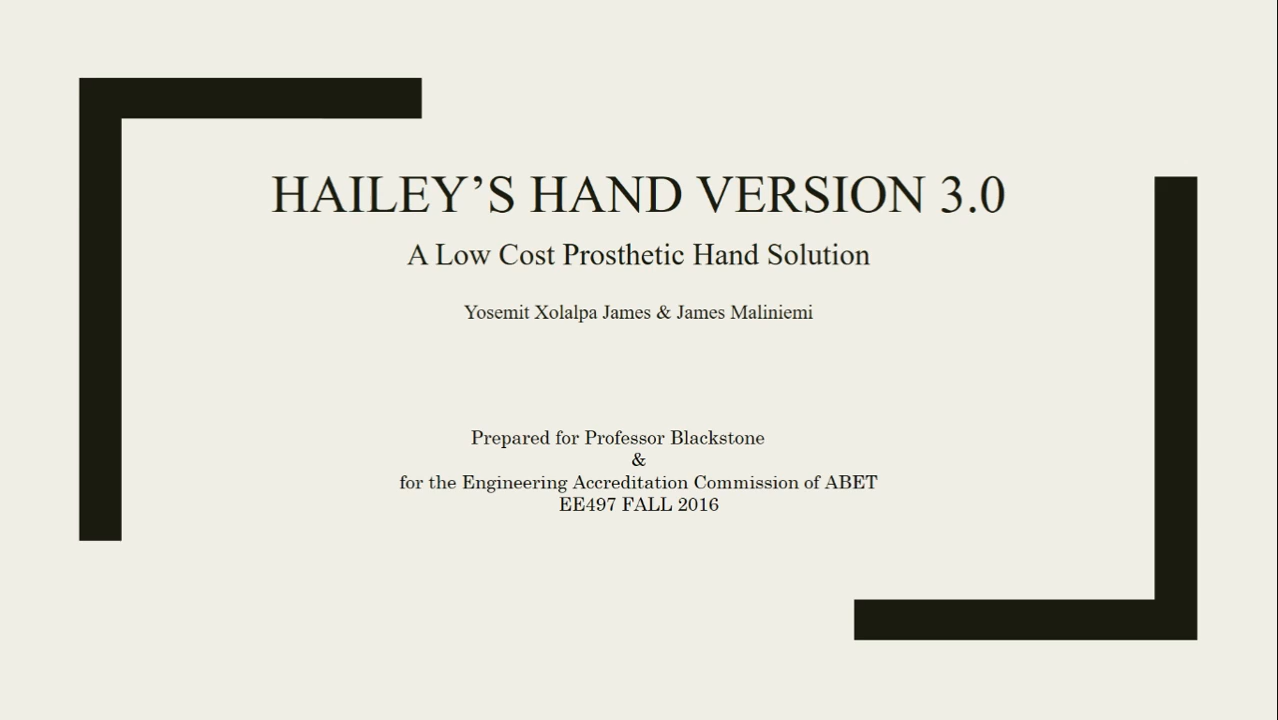 HAILEY’S HAND VERSION 3.0
A Low Cost Prosthetic Hand Solution
Yosemit Xolalpa James & James Maliniemi
Prepared for Professor Blackstone
&
for the Engineering Accreditation Commission of ABET
EE497 FALL 2016